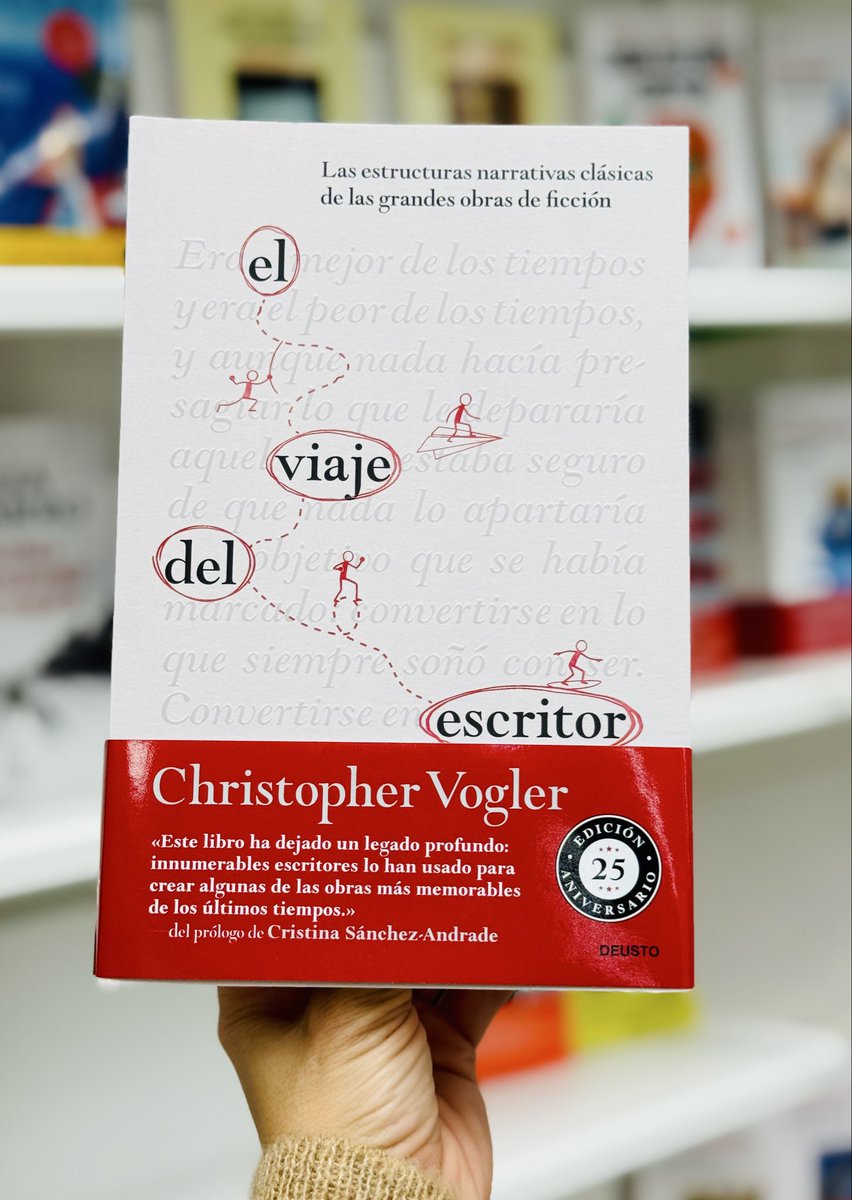 Las estructuras narrativas clásicas
de las grandes obras de ficción
Era el mejor de los tiempos
y era el peor de los tiempos,
y aunque nada hacía pre-
sagiar lo que le depararía
aquel viaje estaba seguro
de que nada lo apartaría
del objetivo que se había
marcado: convertirse en lo
que siempre soñó con ser.
Convertirse en escritor
Christopher Vogler
«Este libro ha dejado un legado profundo:
innumerables escritores lo han usado para
crear algunas de las obras más memorables
de los últimos tiempos.»
—del prólogo de Cristina Sánchez-Andrade
EDICIÓN
25
ANIVERSARIO
DEUSTO